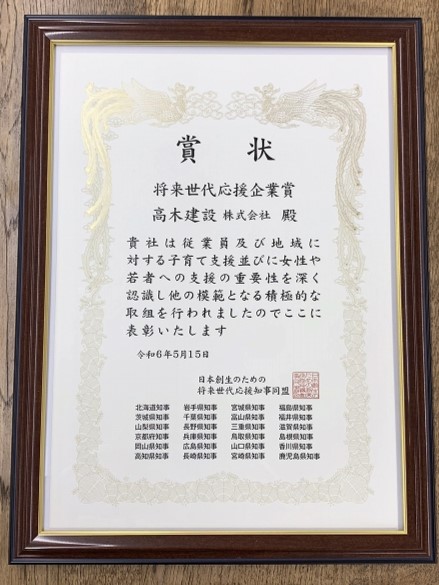 賞状
将来世代応援企業賞
高木建設 株式会社 殿
貴社は従業員及び地域に
対する子育て支援並びに女性や
若者への支援の重要性を深く
認識し他の模範となる積極的な
取組を行われましたのでここに
表彰いたします
令和6年5月15日
日本創生のための
将来世代応援知事同盟
北海道知事 岩手県知事 宮城県知事 福島県知事
茨城県知事 千葉県知事 富山県知事 福井県知事
山梨県知事 長野県知事 三重県知事 滋賀県知事
京都府知事 兵庫県知事 鳥取県知事 島根県知事
岡山県知事 広島県知事 山口県知事 香川県知事
高知県知事 長崎県知事 宮崎県知事 鹿児島県知事